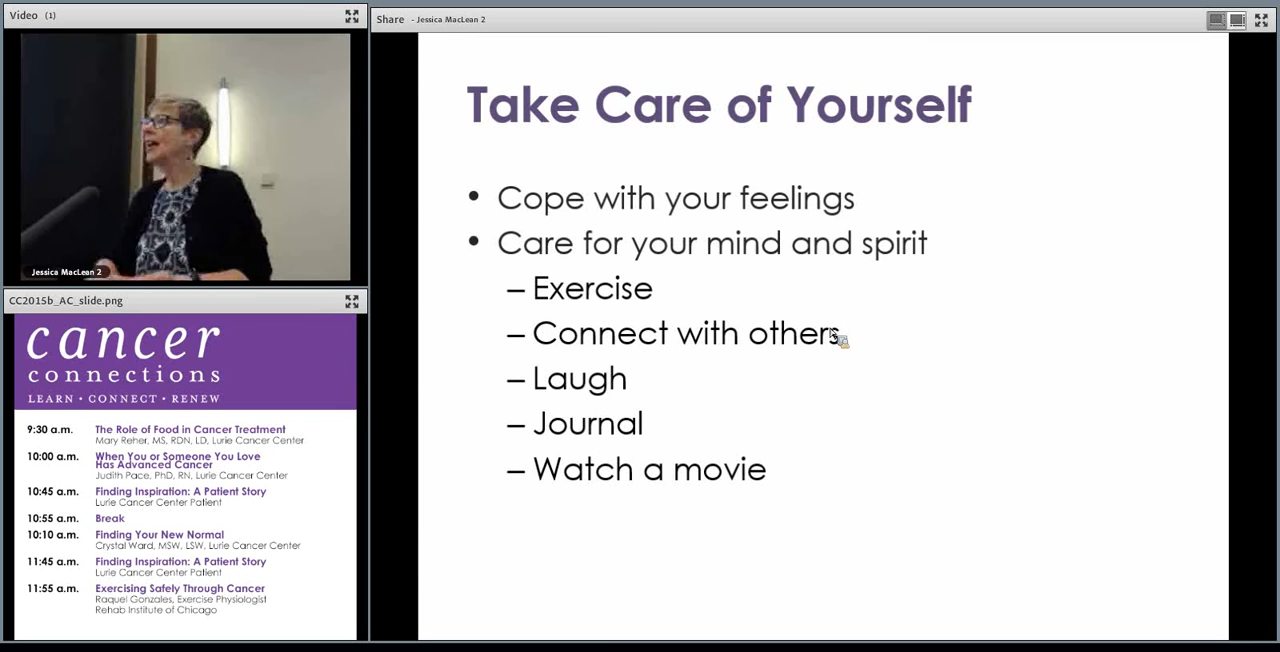 Video (1)
Jessica MacLean 2
CC2015b_AC_slide.png
cancer
connections
LEARN • CONNECT • RENEW
9:30 a.m. The Role of Food in Cancer Treatment
Mary Reher, MS, RDN, LD, Lurie Cancer Center
10:00 a.m. When You or Someone You Love
Has Advanced Cancer
Judith Pace, PhD, RN, Lurie Cancer Center
10:45 a.m. Finding Inspiration: A Patient Story
Lurie Cancer Center Patient
10:55 a.m. Break
10:10 a.m. Finding Your New Normal
Crystal Ward, MSW, LSW, Lurie Cancer Center
11:45 a.m. Finding Inspiration: A Patient Story
Lurie Cancer Center Patient
11:55 a.m. Exercising Safely Through Cancer
Raquel Gonzales, Exercise Physiologist
Rehab Institute of Chicago
Share - Jessica MacLean 2
Take Care of Yourself
• Cope with your feelings
• Care for your mind and spirit
– Exercise
– Connect with others
– Laugh
– Journal
– Watch a movie